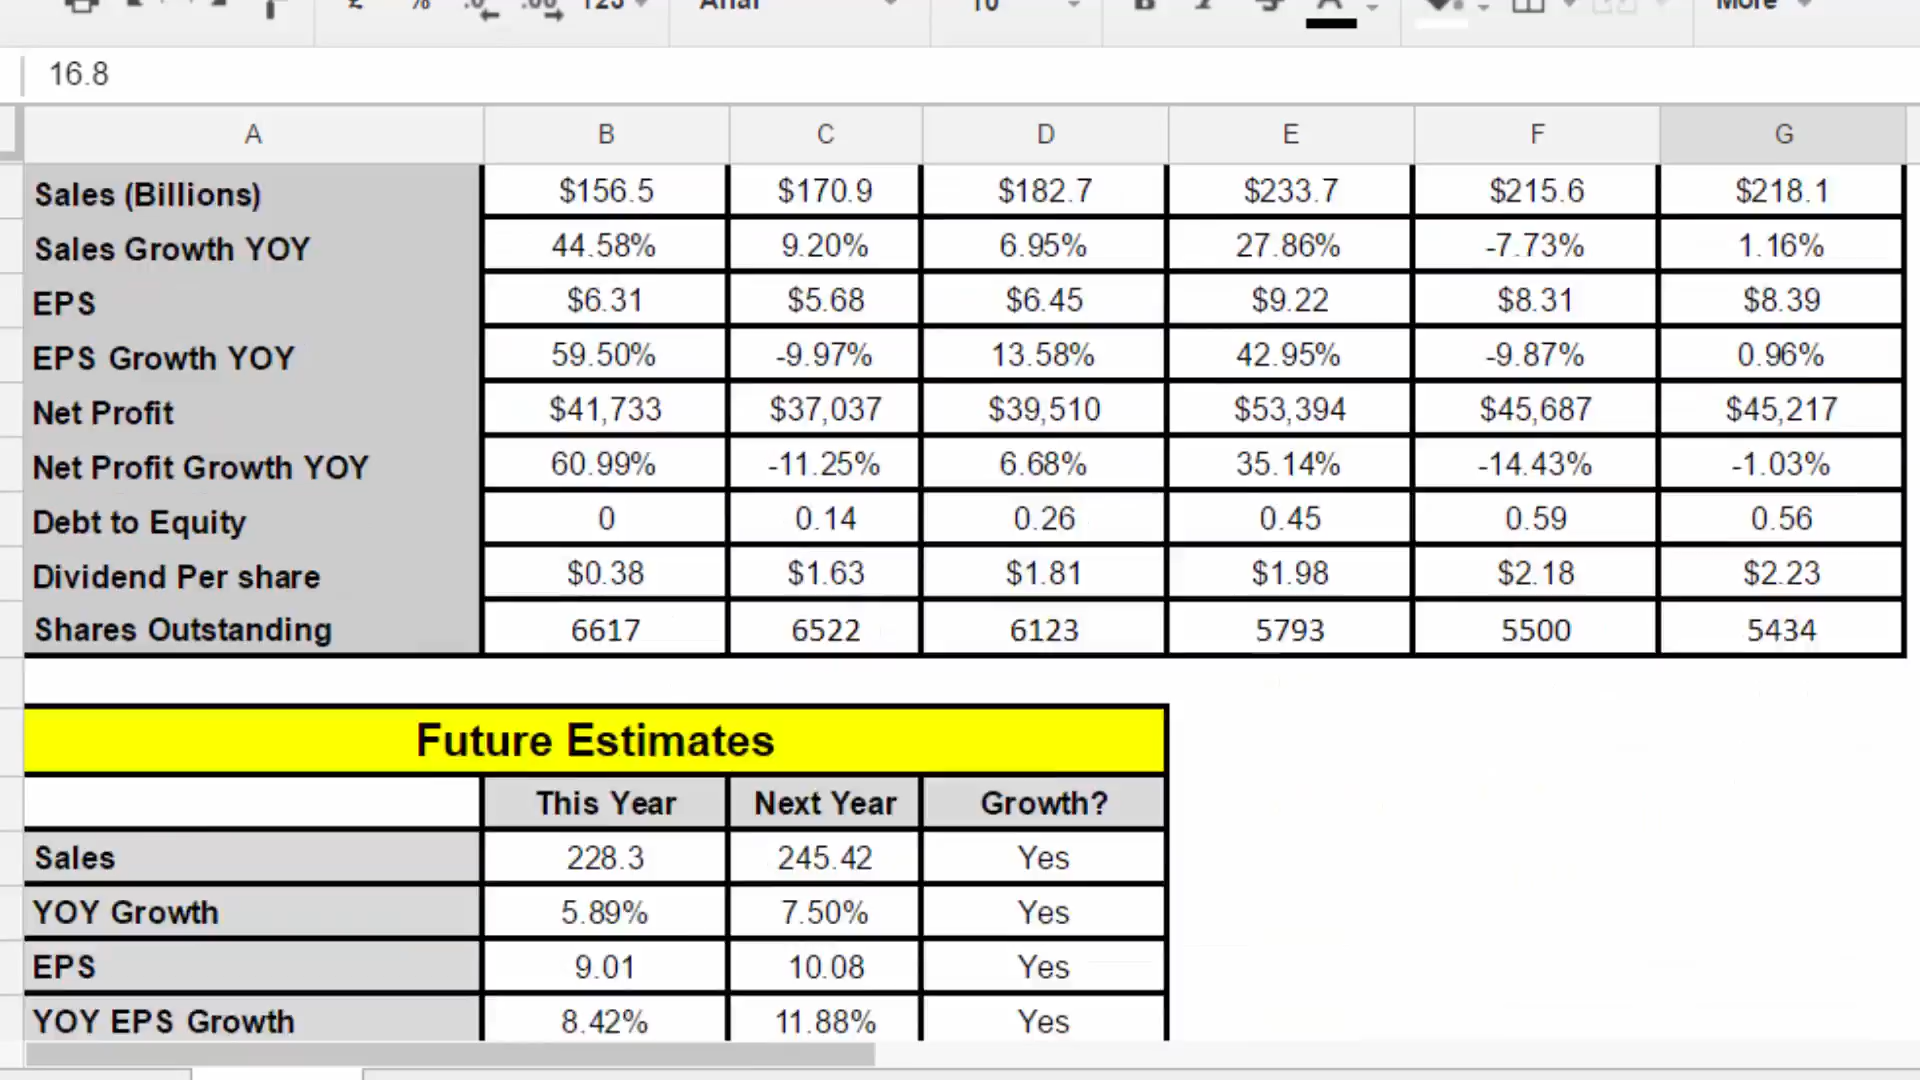 £ % .0 .00 123 Arial 10 B I S A More
16.8
A B C D E F G
Sales (Billions) $156.5 $170.9 $182.7 $233.7 $215.6 $218.1
Sales Growth YOY 44.58% 9.20% 6.95% 27.86% -7.73% 1.16%
EPS $6.31 $5.68 $6.45 $9.22 $8.31 $8.39
EPS Growth YOY 59.50% -9.97% 13.58% 42.95% -9.87% 0.96%
Net Profit $41,733 $37,037 $39,510 $53,394 $45,687 $45,217
Net Profit Growth YOY 60.99% -11.25% 6.68% 35.14% -14.43% -1.03%
Debt to Equity 0 0.14 0.26 0.45 0.59 0.56
Dividend Per share $0.38 $1.63 $1.81 $1.98 $2.18 $2.23
Shares Outstanding 6617 6522 6123 5793 5500 5434
Future Estimates
This Year Next Year Growth?
Sales 228.3 245.42 Yes
YOY Growth 5.89% 7.50% Yes
EPS 9.01 10.08 Yes
YOY EPS Growth 8.42% 11.88% Yes